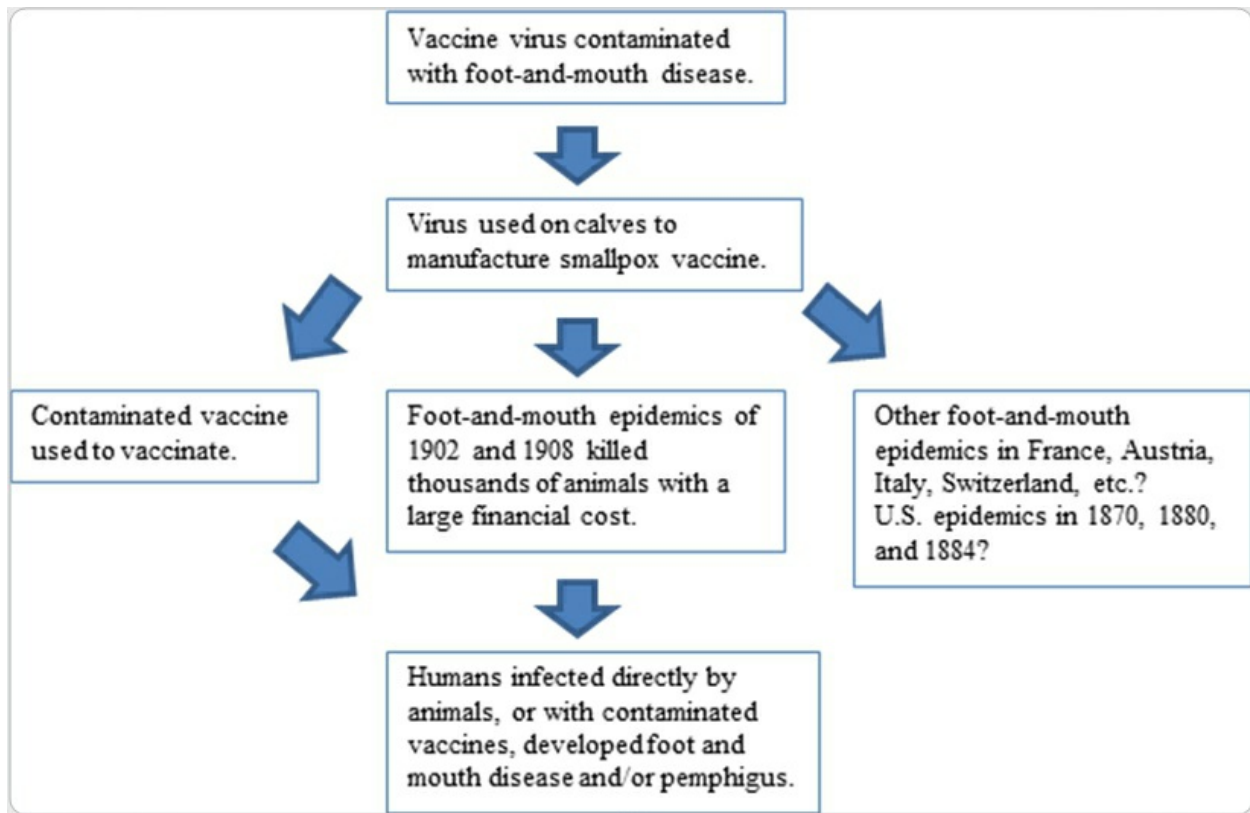 Vaccine virus contaminated
with foot-and-mouth disease.
Virus used on calves to
manufacture smallpox vaccine.
Contaminated vaccine
used to vaccinate.
Foot-and-mouth epidemics of
1902 and 1908 killed
thousands of animals with a
large financial cost.
Other foot-and-mouth
epidemics in France, Austria,
Italy, Switzerland, etc.?
U.S. epidemics in 1870, 1880,
and 1884?
Humans infected directly by
animals, or with contaminated
vaccines, developed foot and
mouth disease and/or pemphigus.